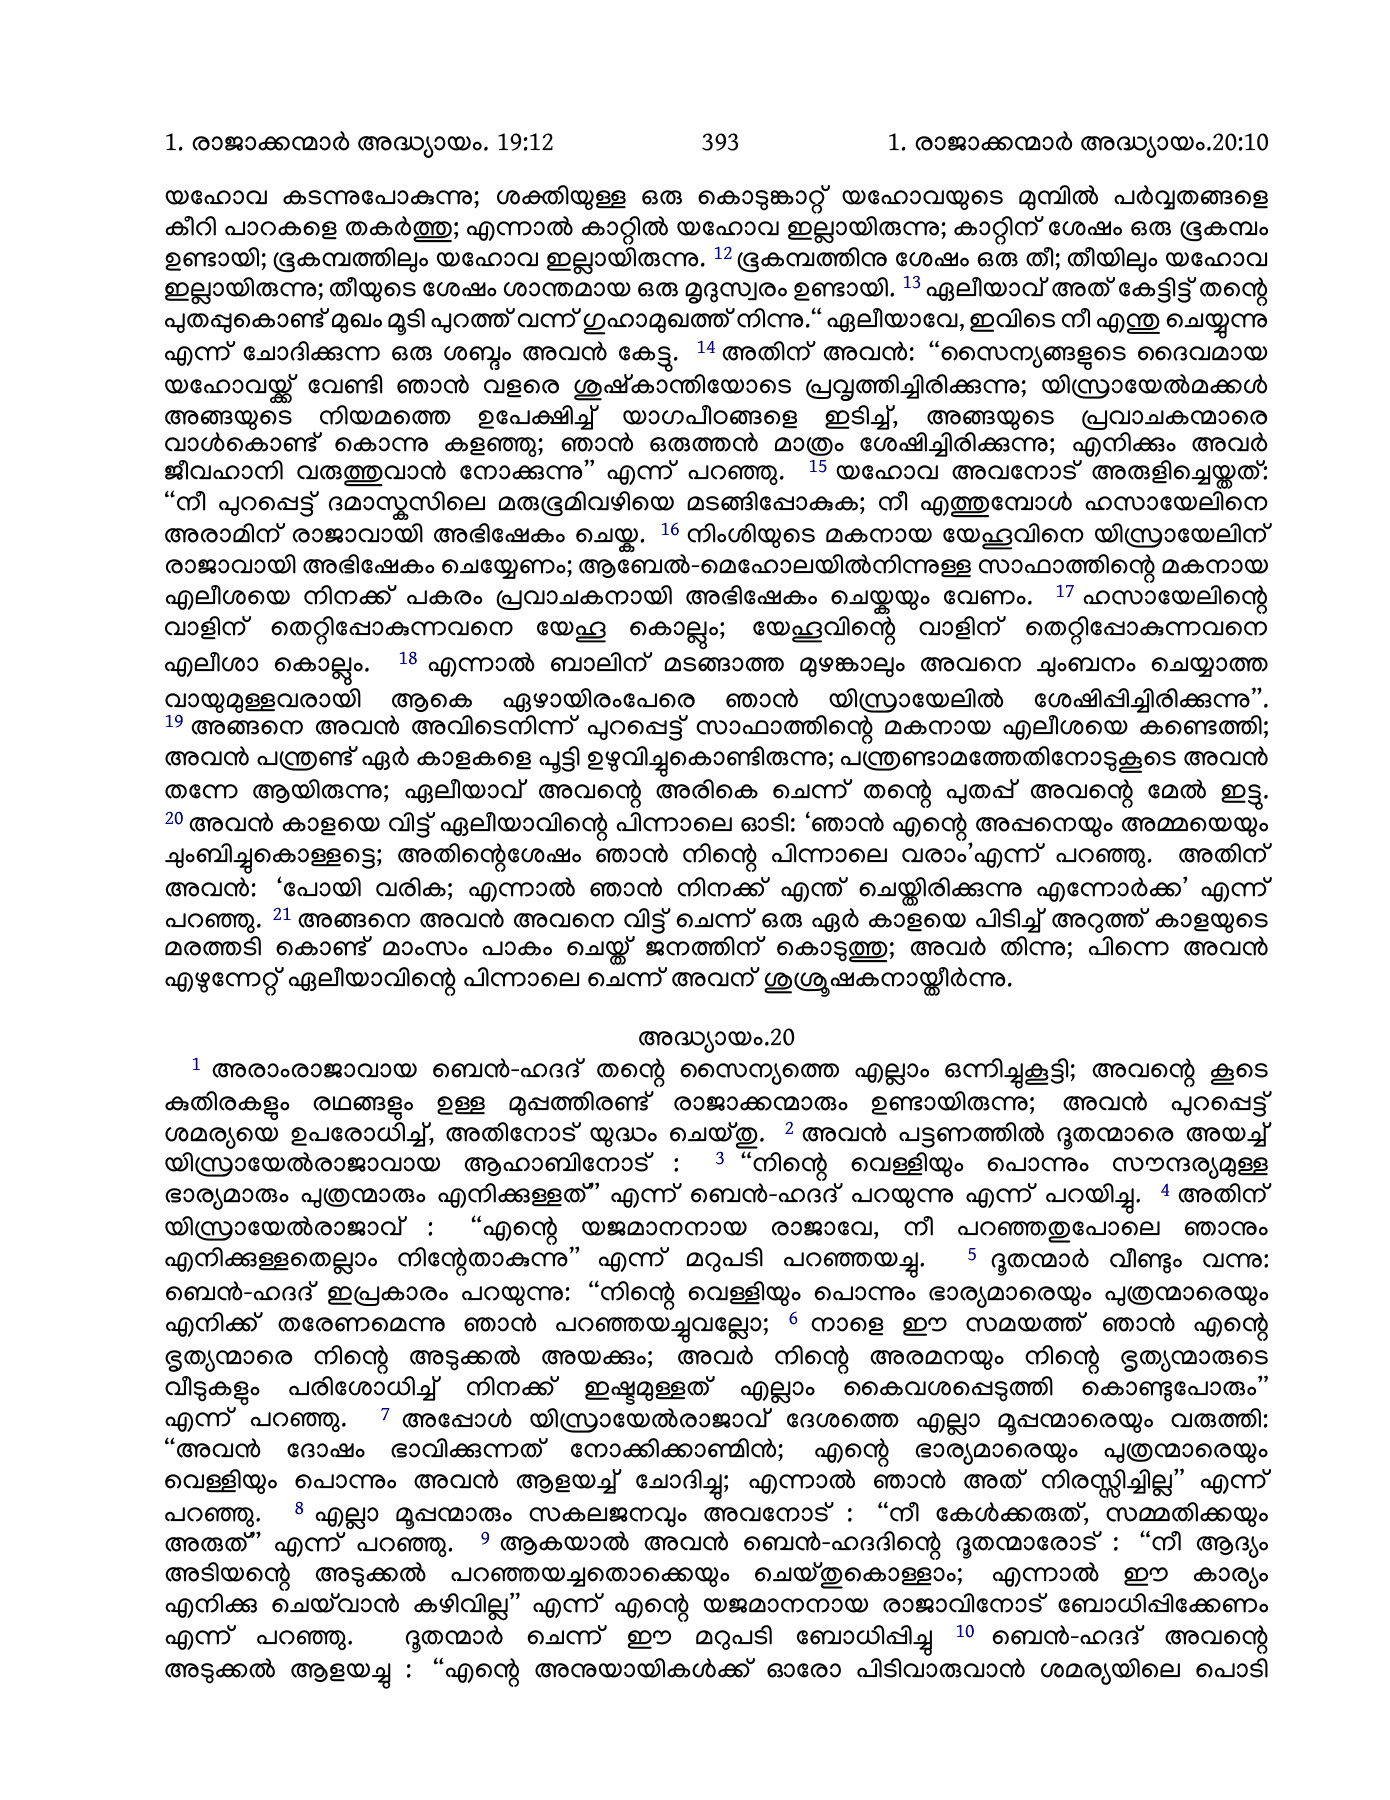 1. രാജാക്കന്മാർ അദ്ധ്യായം. 19:12 393 1. രാജാക്കന്മാർ അദ്ധ്യായം.20:10
യഹോവ കടന്നുപോകുന്നു; ശക്തിയുള്ള ഒരു കൊടുങ്കാറ്റ് യഹോവയുടെ മുമ്പിൽ പർവ്വതങ്ങളെ
കീറി പാറകളെ തകർത്തു; എന്നാൽ കാറ്റിൽ യഹോവ ഇല്ലായിരുന്നു; കാറ്റിന് ശേഷം ഒരു ഭൂകമ്പം
ഉണ്ടായി; ഭൂകമ്പത്തിലും യഹോവ ഇല്ലായിരുന്നു. 12 ഭൂകമ്പത്തിനു ശേഷം ഒരു തീ; തീയിലും യഹോവ
ഇല്ലായിരുന്നു; തീയുടെ ശേഷം ശാന്തമായ ഒരു മൃദുസ്വരം ഉണ്ടായി. 13 ഏലീയാവ് അത് കേട്ടിട്ട് തന്റെ
പുതപ്പുകൊണ്ട് മുഖം മൂടി പുറത്ത് വന്ന് ഗുഹാമുഖത്ത് നിന്നു.“ ഏലീയാവേ, ഇവിടെ നീ എന്തു ചെയ്യുന്നു
എന്ന് ചോദിക്കുന്ന ഒരു ശബ്ദം അവൻ കേട്ടു. 14 അതിന് അവൻ: “സൈന്യങ്ങളുടെ ദൈവമായ
യഹോവയ്ക്ക് വേണ്ടി ഞാൻ വളരെ ശുഷ്കാന്തിയോടെ പ്രവൃത്തിച്ചിരിക്കുന്നു; യിസ്രായേൽമക്കൾ
അങ്ങയുടെ നിയമത്തെ ഉപേക്ഷിച്ച് യാഗപീഠങ്ങളെ ഇടിച്ച്, അങ്ങയുടെ പ്രവാചകന്മാരെ
വാൾകൊണ്ട് കൊന്നു കളഞ്ഞു; ഞാൻ ഒരുത്തൻ മാത്രം ശേഷിച്ചിരിക്കുന്നു; എനിക്കും അവർ
ജീവഹാനി വരുത്തുവാൻ നോക്കുന്നു” എന്ന് പറഞ്ഞു. 15 യഹോവ അവനോട് അരുളിച്ചെയ്തത്:
“നീ പുറപ്പെട്ട് ദമാസ്കസിലെ മരുഭൂമിവഴിയെ മടങ്ങിപ്പോകുക; നീ എത്തുമ്പോൾ ഹസായേലിനെ
അരാമിന് രാജാവായി അഭിഷേകം ചെയ്ക. 16 നിംശിയുടെ മകനായ യേഹൂവിനെ യിസ്രായേലിന്
രാജാവായി അഭിഷേകം ചെയ്യേണം; ആബേൽ-മെഹോലയിൽനിന്നുള്ള സാഫാത്തിന്റെ മകനായ
എലീശയെ നിനക്ക് പകരം പ്രവാചകനായി അഭിഷേകം ചെയ്കയും വേണം. 17 ഹസായേലിന്റെ
വാളിന് തെറ്റിപ്പോകുന്നവനെ യേഹൂ കൊല്ലും; യേഹൂവിന്റെ വാളിന് തെറ്റിപ്പോകുന്നവനെ
എലീശാ കൊല്ലും. 18 എന്നാൽ ബാലിന് മടങ്ങാത്ത മുഴങ്കാലും അവനെ ചുംബനം ചെയ്യാത്ത
വായുമുള്ളവരായി ആകെ ഏഴായിരംപേരെ ഞാൻ യിസ്രായേലിൽ ശേഷിപ്പിച്ചിരിക്കുന്നു”.
19 അങ്ങനെ അവൻ അവിടെനിന്ന് പുറപ്പെട്ട് സാഫാത്തിന്റെ മകനായ എലീശയെ കണ്ടെത്തി;
അവൻ പന്ത്രണ്ട് ഏർ കാളകളെ പൂട്ടി ഉഴുവിച്ചുകൊണ്ടിരുന്നു; പന്ത്രണ്ടാമത്തേതിനോടുകൂടെ അവൻ
തന്നേ ആയിരുന്നു; ഏലീയാവ് അവന്റെ അരികെ ചെന്ന് തന്റെ പുതപ്പ് അവന്റെ മേൽ ഇട്ടു.
20 അവൻ കാളയെ വിട്ട് ഏലീയാവിന്റെ പിന്നാലെ ഓടി: ‘ഞാൻ എന്റെ അപ്പനെയും അമ്മയെയും
ചുംബിച്ചുകൊള്ളട്ടെ; അതിന്റെശേഷം ഞാൻ നിന്റെ പിന്നാലെ വരാം’എന്ന് പറഞ്ഞു. അതിന്
അവൻ: ‘പോയി വരിക; എന്നാൽ ഞാൻ നിനക്ക് എന്ത് ചെയ്തിരിക്കുന്നു എന്നോർക്ക’ എന്ന്
പറഞ്ഞു. 21 അങ്ങനെ അവൻ അവനെ വിട്ട് ചെന്ന് ഒരു ഏർ കാളയെ പിടിച്ച് അറുത്ത് കാളയുടെ
മരത്തടി കൊണ്ട് മാംസം പാകം ചെയ്ത് ജനത്തിന് കൊടുത്തു; അവർ തിന്നു; പിന്നെ അവൻ
എഴുന്നേറ്റ് ഏലീയാവിന്റെ പിന്നാലെ ചെന്ന് അവന് ശുശ്രൂഷകനായ്തീർന്നു.
അദ്ധ്യായം.20
1 അരാംരാജാവായ ബെൻ-ഹദദ് തന്റെ സൈന്യത്തെ എല്ലാം ഒന്നിച്ചുകൂട്ടി; അവന്റെ കൂടെ
കുതിരകളും രഥങ്ങളും ഉള്ള മുപ്പത്തിരണ്ട് രാജാക്കന്മാരും ഉണ്ടായിരുന്നു; അവൻ പുറപ്പെട്ട്
ശമര്യയെ ഉപരോധിച്ച്, അതിനോട് യുദ്ധം ചെയ്തു. 2 അവൻ പട്ടണത്തിൽ ദൂതന്മാരെ അയച്ച്
യിസ്രായേൽരാജാവായ ആഹാബിനോട് : 3 “നിന്റെ വെള്ളിയും പൊന്നും സൗന്ദര്യമുള്ള
ഭാര്യമാരും പുത്രന്മാരും എനിക്കുള്ളത്” എന്ന് ബെൻ-ഹദദ് പറയുന്നു എന്ന് പറയിച്ചു. 4 അതിന്
യിസ്രായേൽരാജാവ് : “എന്റെ യജമാനനായ രാജാവേ, നീ പറഞ്ഞതുപോലെ ഞാനും
എനിക്കുള്ളതെല്ലാം നിന്റേതാകുന്നു” എന്ന് മറുപടി പറഞ്ഞയച്ചു. 5 ദൂതന്മാർ വീണ്ടും വന്നു:
ബെൻ-ഹദദ് ഇപ്രകാരം പറയുന്നു: “നിന്റെ വെള്ളിയും പൊന്നും ഭാര്യമാരെയും പുത്രന്മാരെയും
എനിക്ക് തരേണമെന്നു ഞാൻ പറഞ്ഞയച്ചുവല്ലോ; 6 നാളെ ഈ സമയത്ത് ഞാൻ എന്റെ
ഭൃത്യന്മാരെ നിന്റെ അടുക്കൽ അയക്കും; അവർ നിന്റെ അരമനയും നിന്റെ ഭൃത്യന്മാരുടെ
വീടുകളും പരിശോധിച്ച് നിനക്ക് ഇഷ്ടമുള്ളത് എല്ലാം കൈവശപ്പെടുത്തി കൊണ്ടുപോരും”
എന്ന് പറഞ്ഞു. 7 അപ്പോൾ യിസ്രായേൽരാജാവ് ദേശത്തെ എല്ലാ മൂപ്പന്മാരെയും വരുത്തി:
“അവൻ ദോഷം ഭാവിക്കുന്നത് നോക്കിക്കാണ്മിൻ; എന്റെ ഭാര്യമാരെയും പുത്രന്മാരെയും
വെള്ളിയും പൊന്നും അവൻ ആളയച്ച് ചോദിച്ചു; എന്നാൽ ഞാൻ അത് നിരസ്സിച്ചില്ല” എന്ന്
പറഞ്ഞു. 8 എല്ലാ മൂപ്പന്മാരും സകലജനവും അവനോട് : “നീ കേൾക്കരുത്, സമ്മതിക്കയും
അരുത്” എന്ന് പറഞ്ഞു. 9 ആകയാൽ അവൻ ബെൻ-ഹദദിന്റെ ദൂതന്മാരോട് : “നീ ആദ്യം
അടിയന്റെ അടുക്കൽ പറഞ്ഞയച്ചതൊക്കെയും ചെയ്തുകൊള്ളാം; എന്നാൽ ഈ കാര്യം
എനിക്കു ചെയ്‌വാൻ കഴിവില്ല” എന്ന് എന്റെ യജമാനനായ രാജാവിനോട് ബോധിപ്പിക്കേണം
എന്ന് പറഞ്ഞു. ദൂതന്മാർ ചെന്ന് ഈ മറുപടി ബോധിപ്പിച്ചു 10 ബെൻ-ഹദദ് അവന്റെ
അടുക്കൽ ആളയച്ചു : “എന്റെ അനുയായികൾക്ക് ഓരോ പിടിവാരുവാൻ ശമര്യയിലെ പൊടി